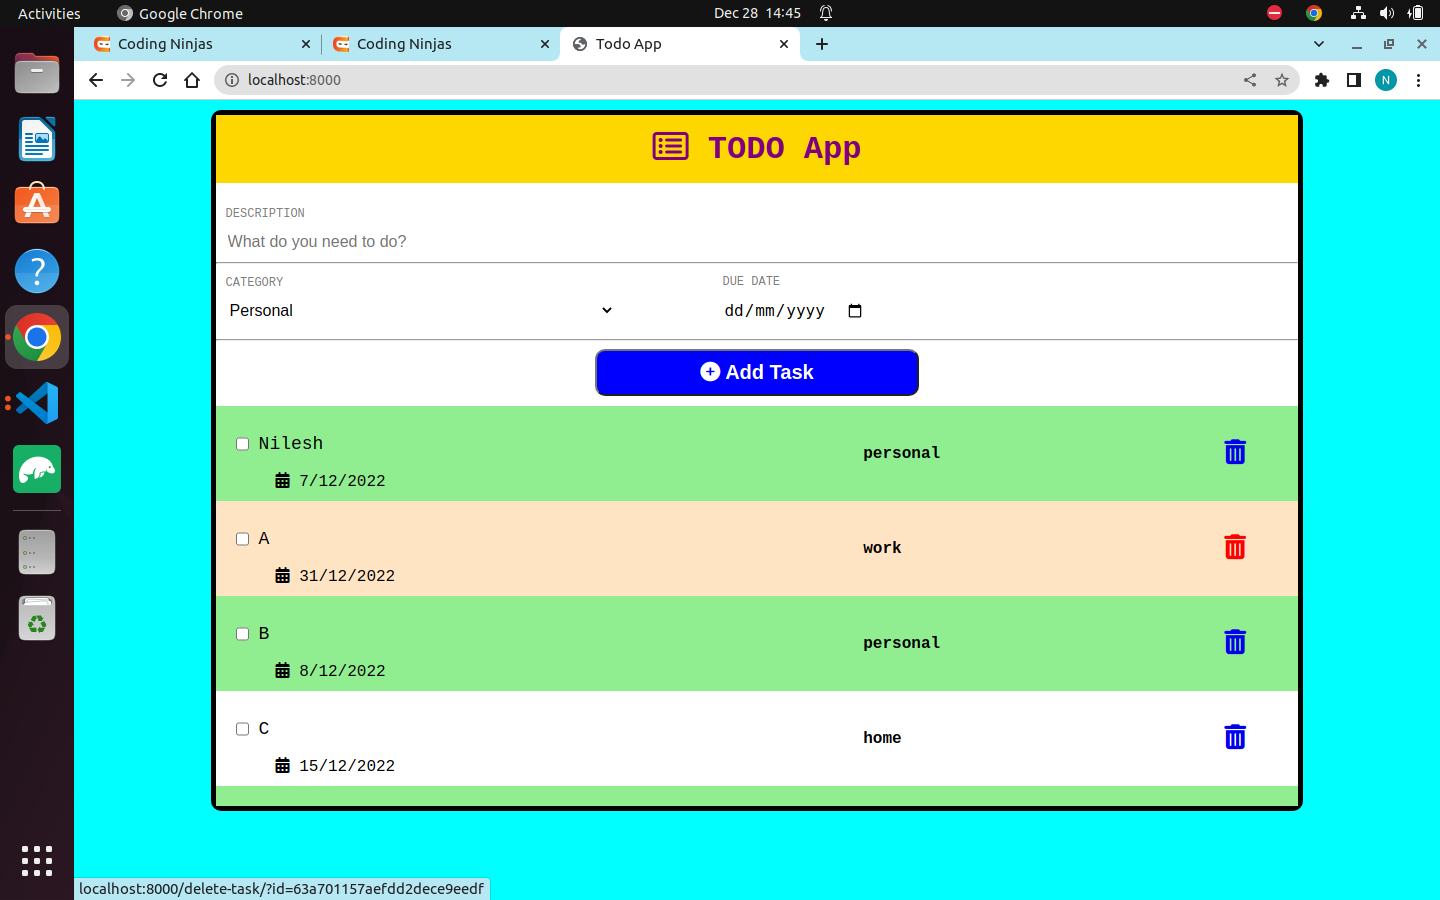 Activities
Google Chrome
Dec 28 14:45
Coding Ninjas
Coding Ninjas
Todo App
localhost:8000
N
TODO App
DESCRIPTION
What do you need to do?
CATEGORY
DUE DATE
Personal
dd/mm/yyyy
Add Task
Nilesh
personal
7/12/2022
A
work
31/12/2022
B
personal
8/12/2022
C
home
15/12/2022
localhost:8000/delete-task/?id=63a701157aefdd2dece9eedf